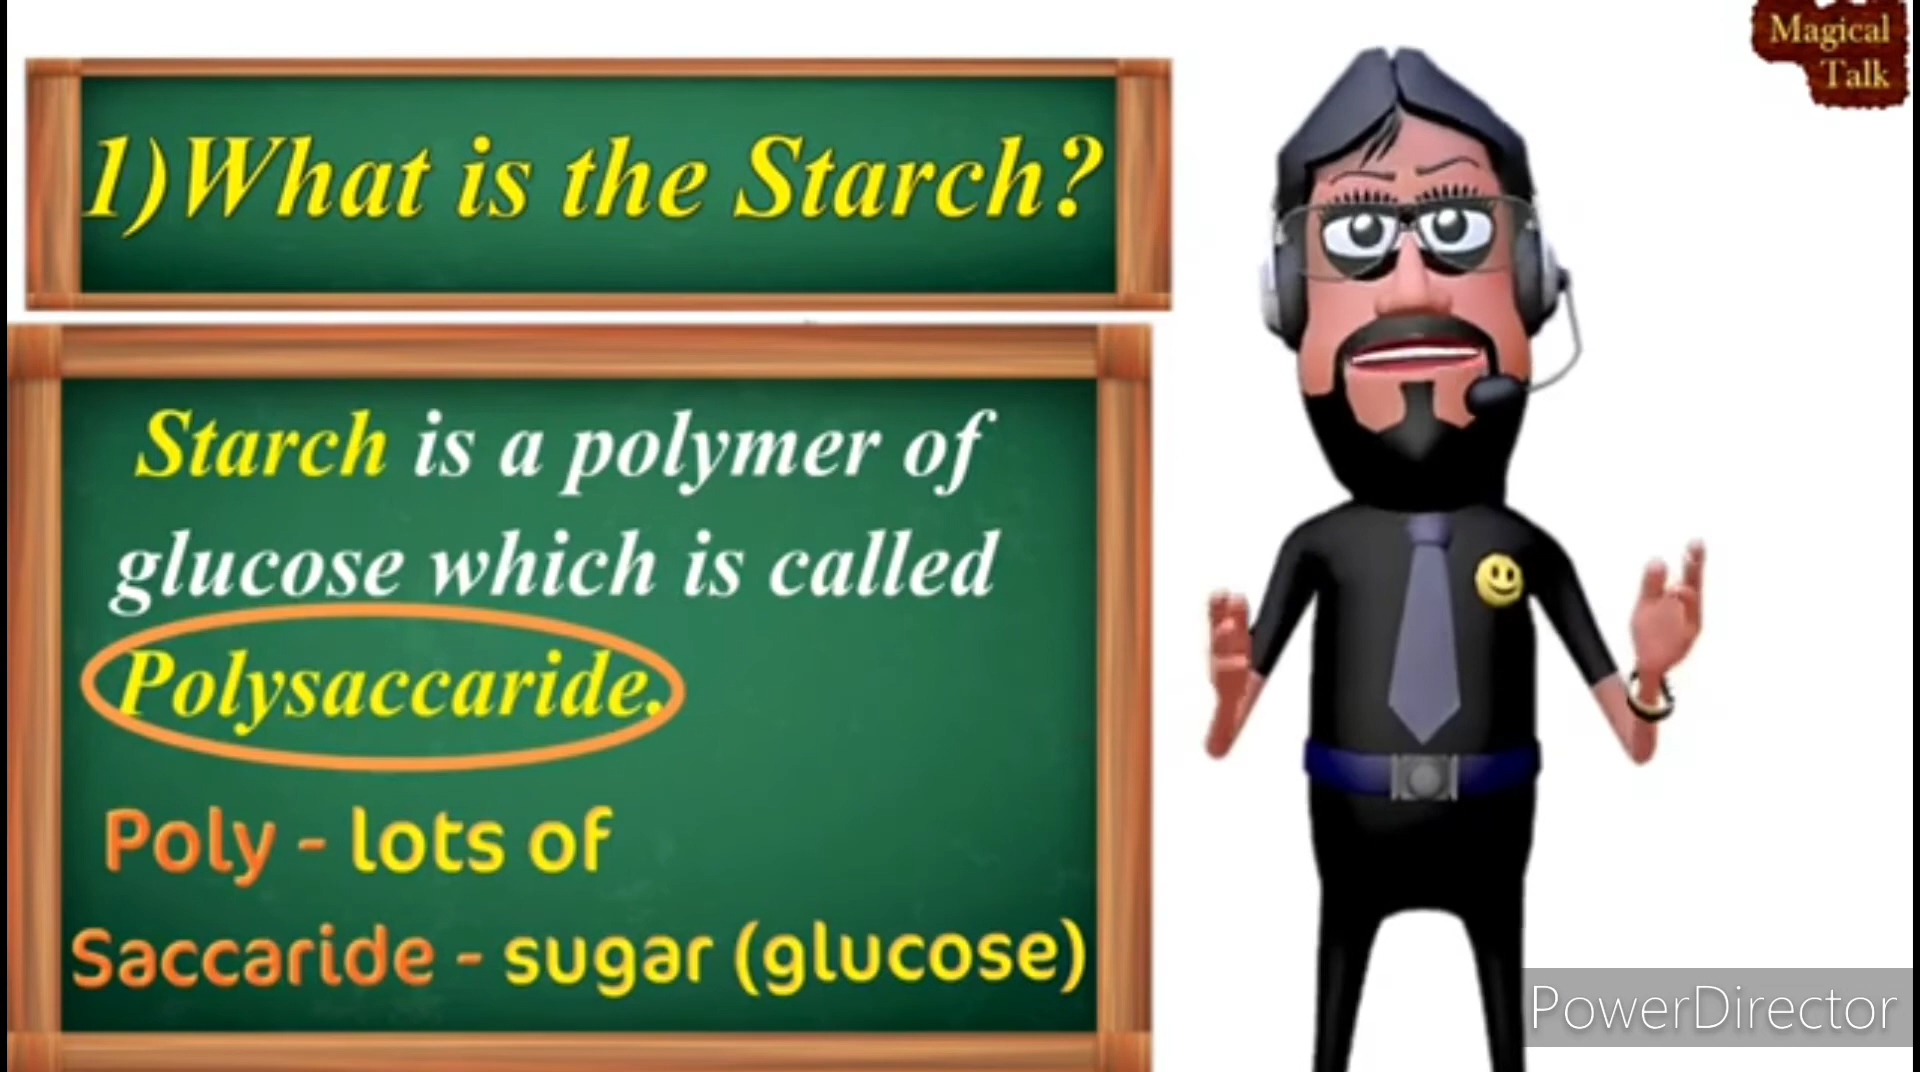 Magical
Talk
1)What is the Starch?
Starch is a polymer of
glucose which is called
Polysaccaride.
Poly - lots of
Saccaride - sugar (glucose)
PowerDirector